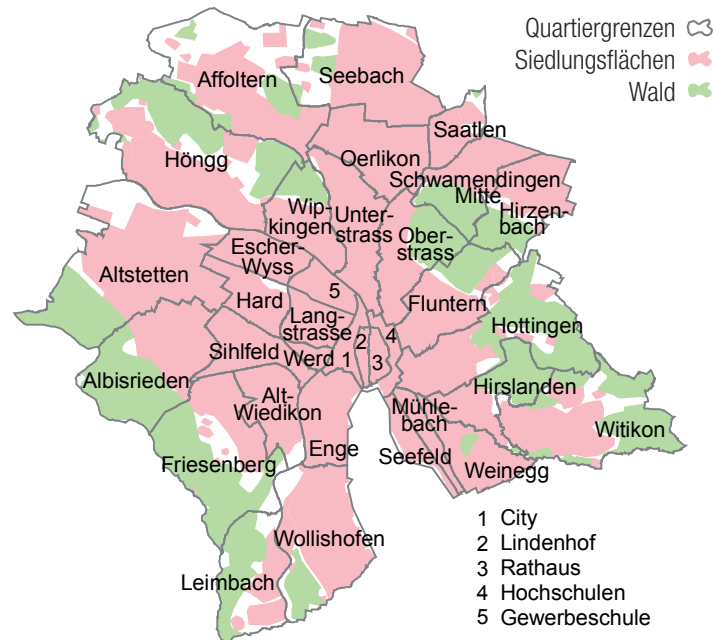 Quartiergrenzen
Siedlungsflächen
Wald
Affoltern
Seebach
Saatlen
Oerlikon
Höngg
Schwamendingen
Mitte
Hirzen-
bach
Wip-
kingen
Unter-
strass
Ober-
strass
Escher-
Wyss
Altstetten
5
Hard
Fluntern
Lang-
strasse
Hottingen
4
2
Sihlfeld
Werd
1
3
Albisrieden
Hirslanden
Alt-
Wiedikon
Mühle-
bach
Witikon
Enge
Seefeld
Friesenberg
Weinegg
Wollishofen
Leimbach
1 City
2 Lindenhof
3 Rathaus
4 Hochschulen
5 Gewerbeschule